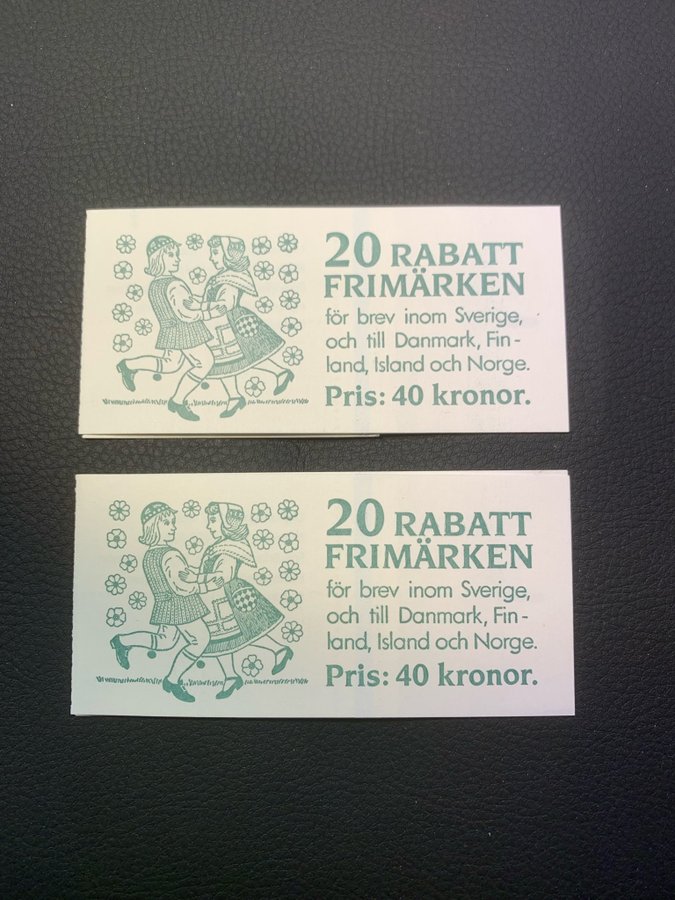 20 RABATT
FRIMÄRKEN
för brev inom Sverige,
och till Danmark, Fin-
land, Island och Norge.
Pris: 40 kronor.
20 RABATT
FRIMÄRKEN
för brev inom Sverige,
och till Danmark, Fin-
land, Island och Norge.
Pris: 40 kronor.